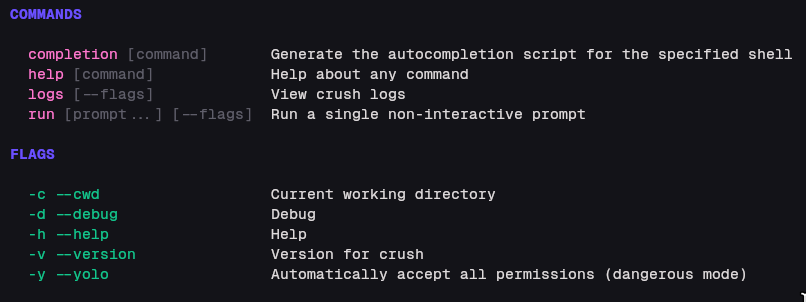 COMMANDS
completion [command] Generate the autocompletion script for the specified shell
help [command] Help about any command
logs [--flags] View crush logs
run [prompt...] [--flags] Run a single non-interactive prompt
FLAGS
-c --cwd Current working directory
-d --debug Debug
-h --help Help
-v --version Version for crush
-y --yolo Automatically accept all permissions (dangerous mode)